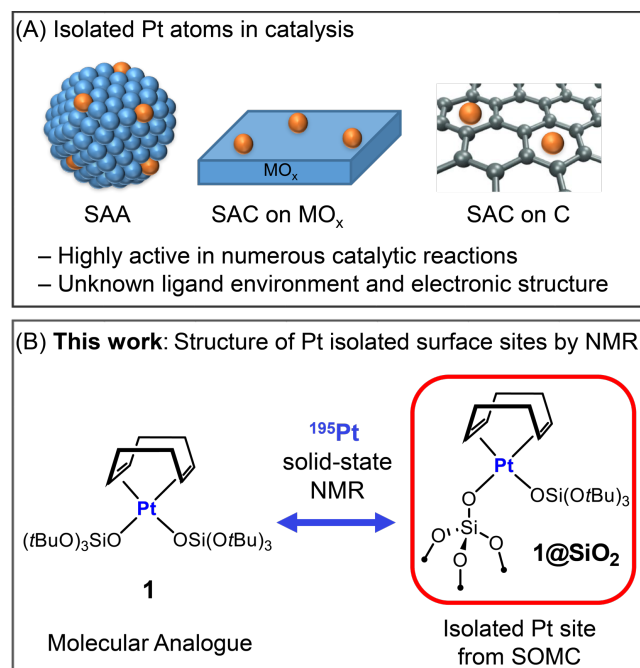 (A) Isolated Pt atoms in catalysis
MOₓ
SAA
SAC on MOₓ
SAC on C
– Highly active in numerous catalytic reactions
– Unknown ligand environment and electronic structure
(B) This work: Structure of Pt isolated surface sites by NMR
¹⁹⁵Pt
solid-state
NMR
Pt
(tBuO)₃SiO
OSi(OtBu)₃
1
Molecular Analogue
Pt
O
OSi(OtBu)₃
Si
O
O
O
1@SiO₂
Isolated Pt site
from SOMC